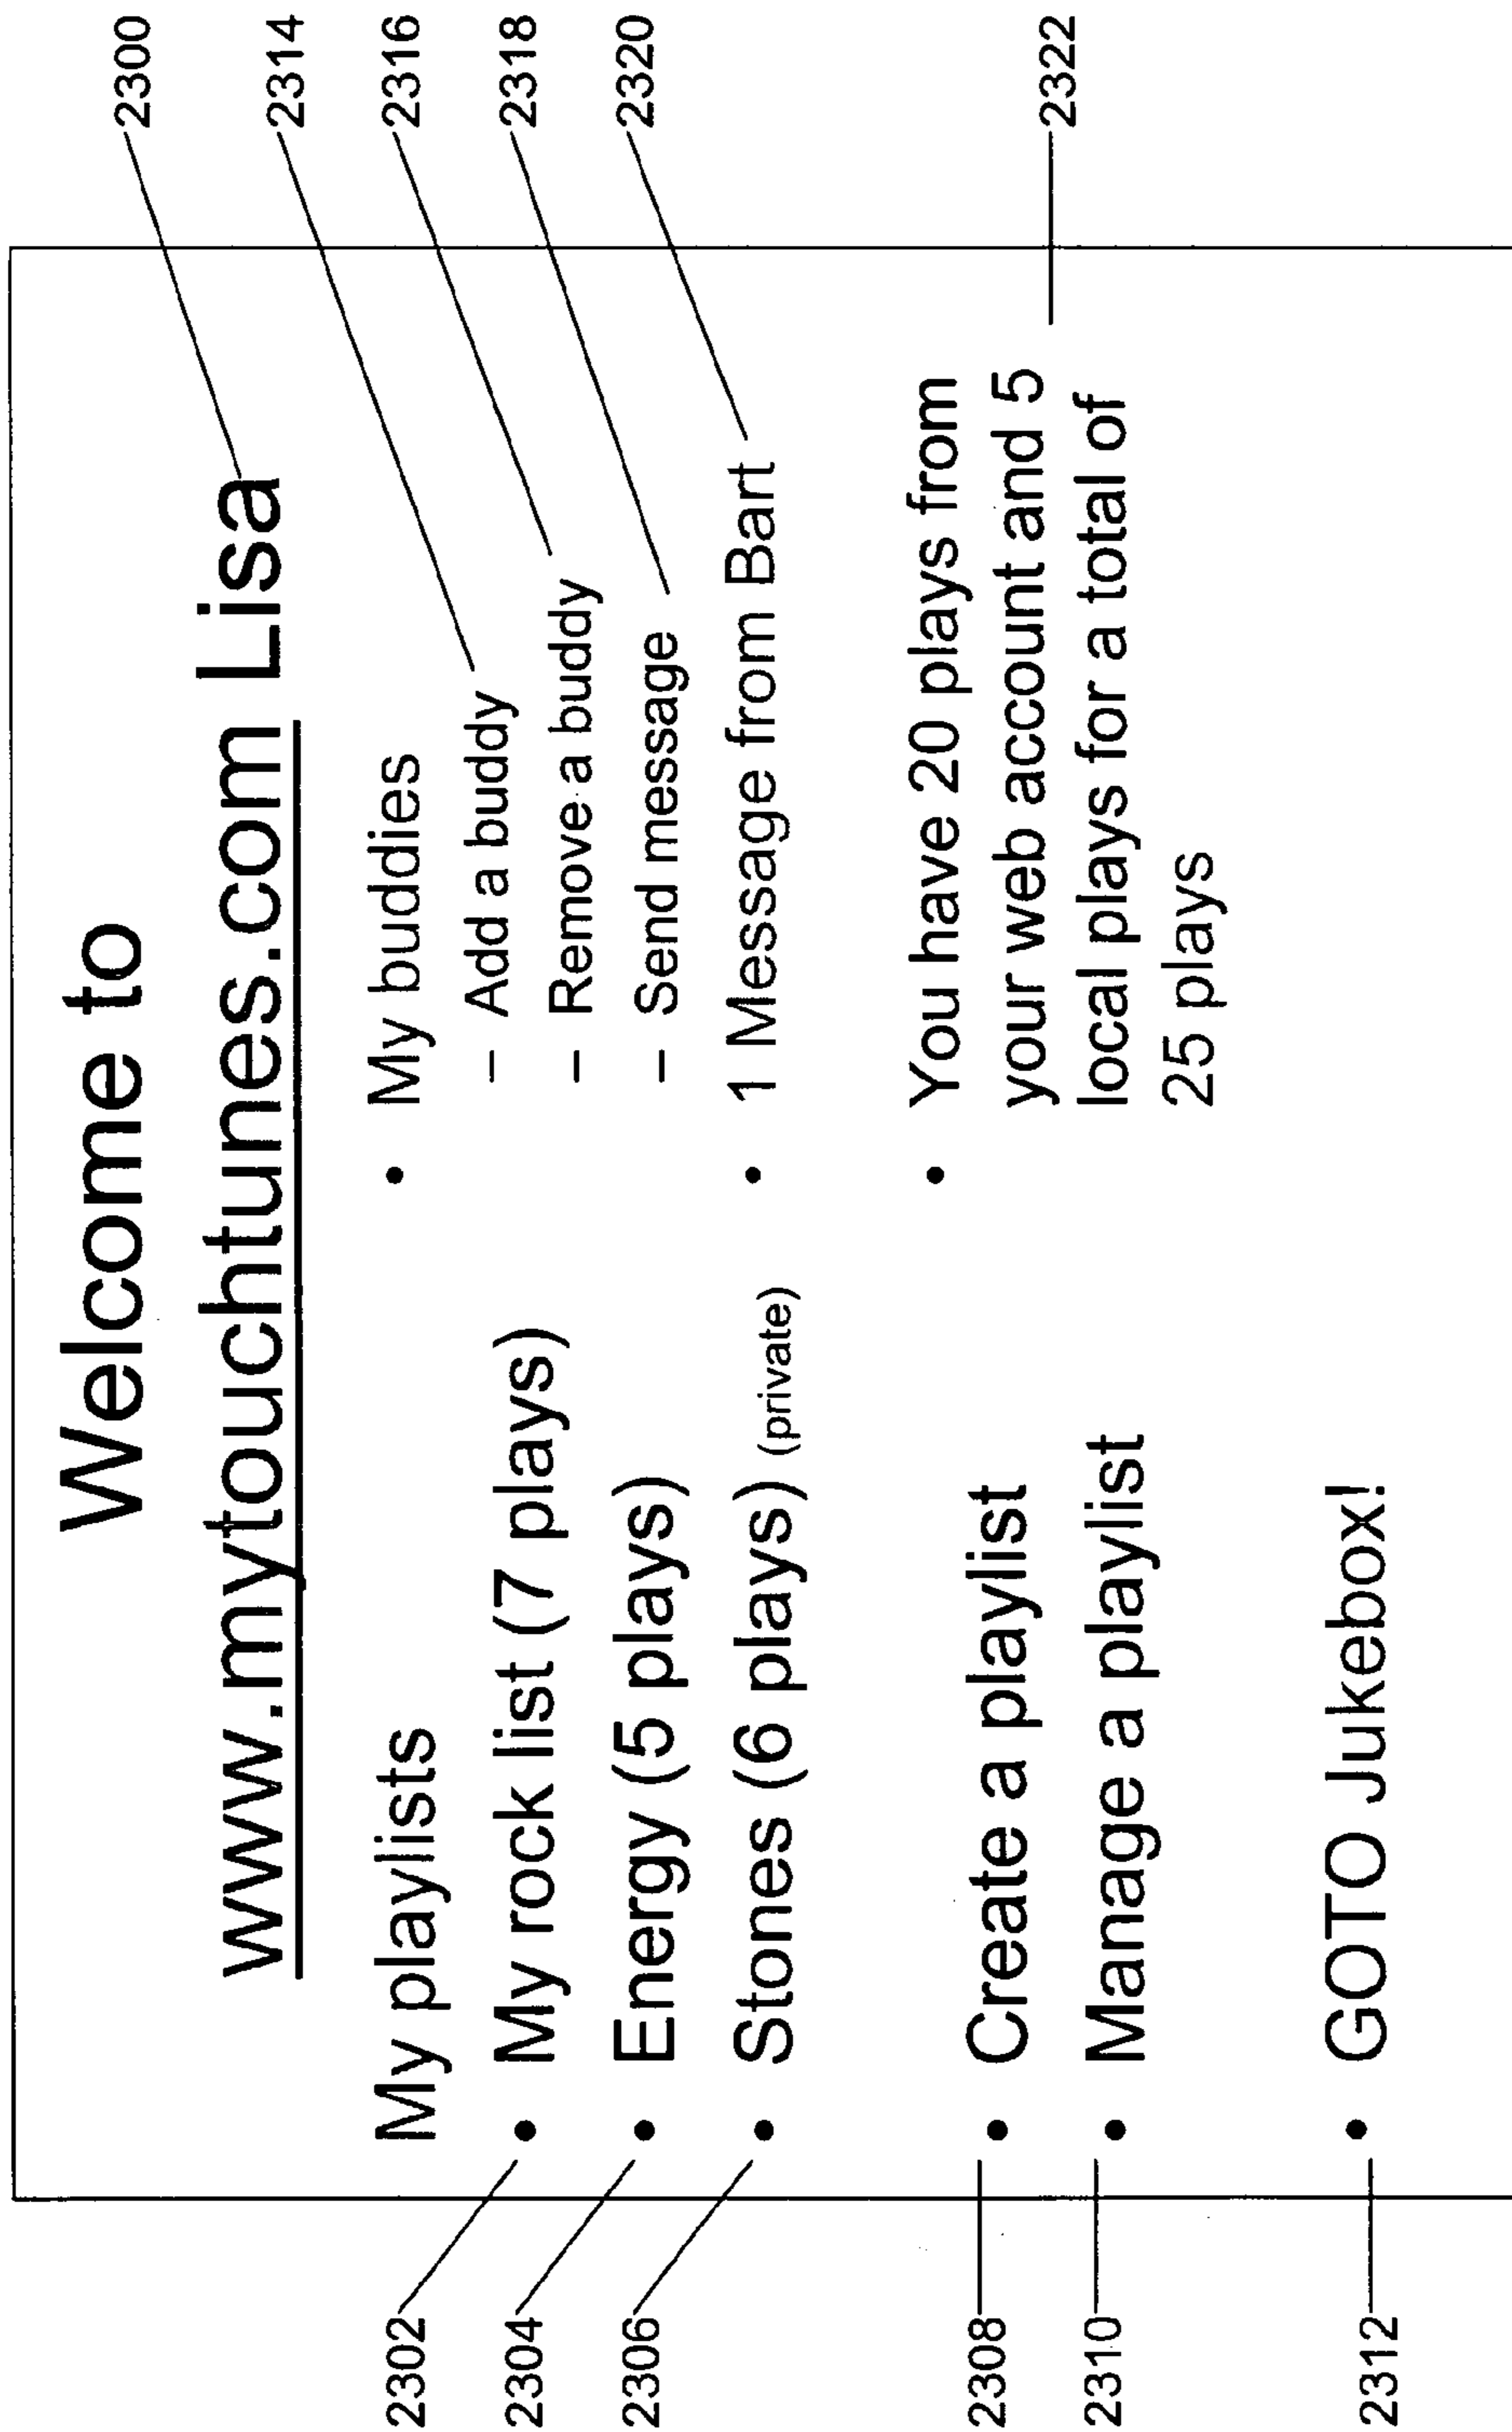 Welcome to
www.mytouchtunes.com Lisa
2300
My playlists
2302
• My rock list (7 plays)
2304
• Energy (5 plays)
2306
• Stones (6 plays) (private)
2308
• Create a playlist
2310
• Manage a playlist
2312
• GOTO Jukebox!
• My buddies
– Add a buddy
2314
– Remove a buddy
2316
– Send message
2318
• 1 Message from Bart
2320
• You have 20 plays from
your web account and 5
local plays for a total of
25 plays
2322